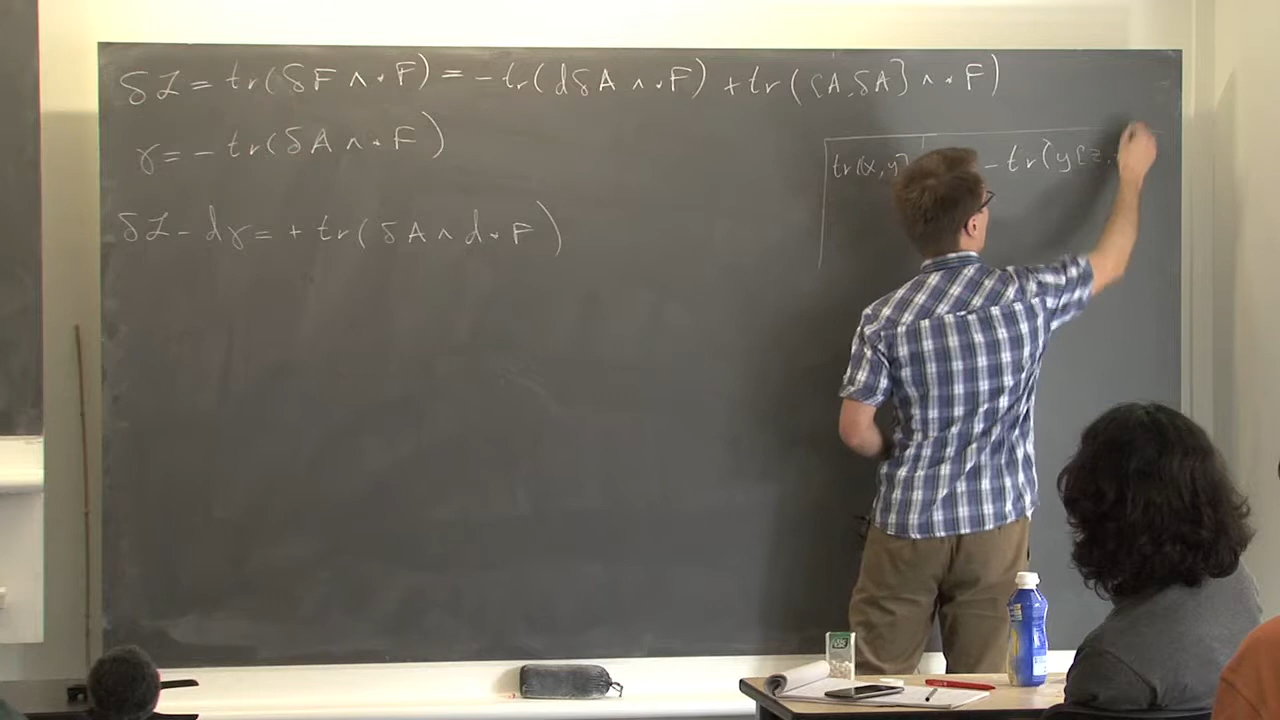 δℒ = tr(δF ∧ ⋆F) = -tr(dδA ∧ ⋆F) + tr([A, δA] ∧ ⋆F)
γ = -tr(δA ∧ ⋆F)
tr(x, y] - tr(y[z,
δℒ - dγ = + tr(δA ∧ d⋆F)